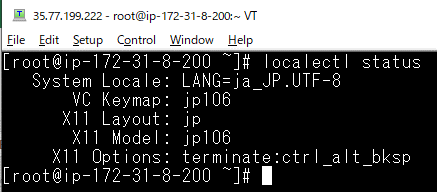 35.77.199.222 - root@ip-172-31-8-200:~ VT
File Edit Setup Control Window Help
[root@ip-172-31-8-200 ~]# localectl status
System Locale: LANG=ja_JP.UTF-8
VC Keymap: jp106
X11 Layout: jp
X11 Model: jp106
X11 Options: terminate:ctrl_alt_bksp
[root@ip-172-31-8-200 ~]#